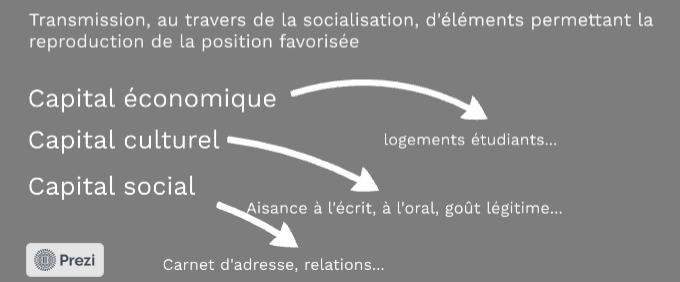 Transmission, au travers de la socialisation, d'éléments permettant la
reproduction de la position favorisée
Capital économique
logements étudiants...
Capital culturel
Aisance à l'écrit, à l'oral, goût légitime...
Capital social
Carnet d'adresse, relations...
Prezi